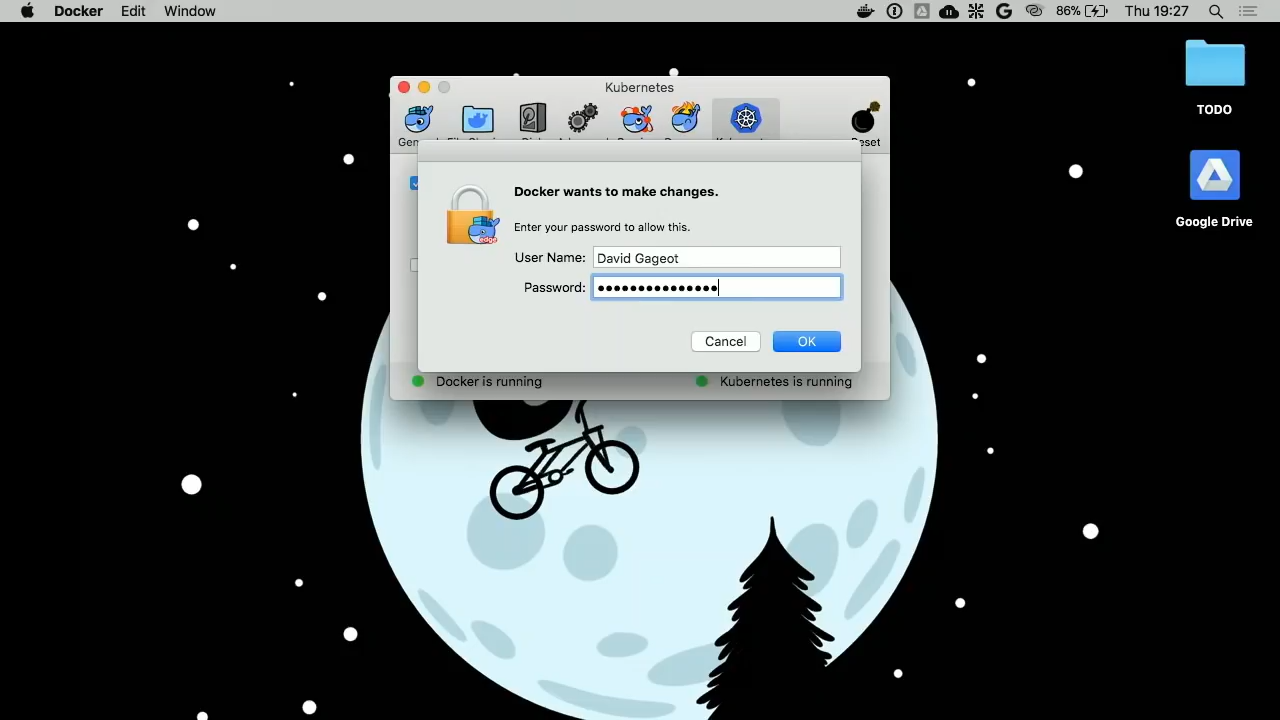 Docker Edit Window
86% Thu 19:27
TODO
Google Drive
Kubernetes
Docker wants to make changes.
Enter your password to allow this.
User Name: David Gageot
Password: ●●●●●●●●●●●●●●●
Cancel OK
Docker is running Kubernetes is running
edge